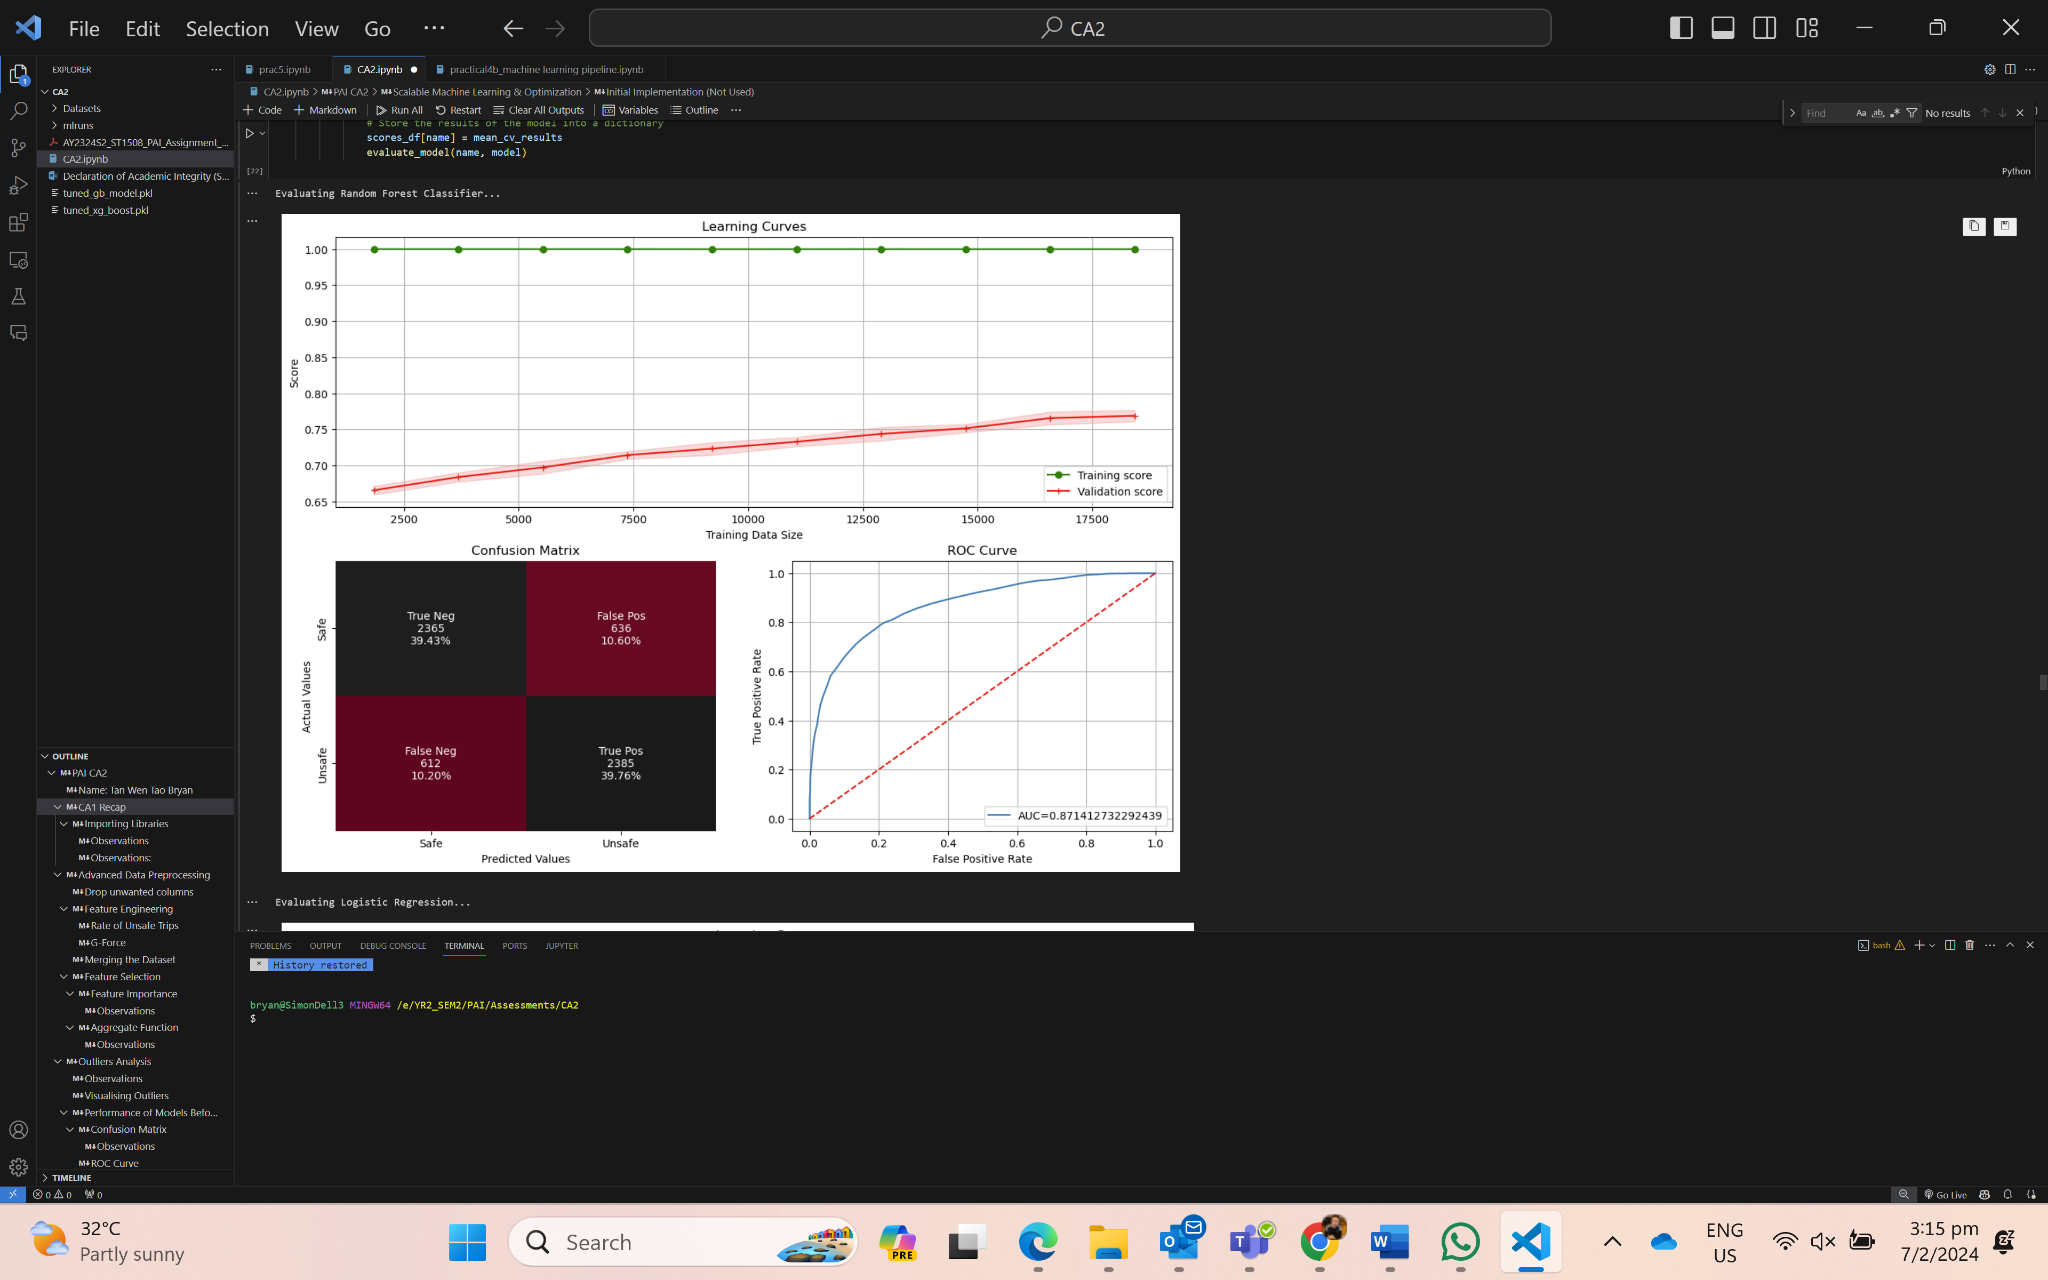 File Edit Selection View Go ···
CA2
EXPLORER
prac5.ipynb
CA2.ipynb
practical4b_machine learning pipeline.ipynb
CA2
Datasets
mlruns
AY2324S2_ST1508_PAI_Assignment_...
CA2.ipynb
Declaration of Academic Integrity (S...
tuned_gb_model.pkl
tuned_xg_boost.pkl
CA2.ipynb > M↓PAI CA2 > M↓Scalable Machine Learning & Optimization > M↓Initial Implementation (Not Used)
+ Code + Markdown Run All Restart Clear All Outputs Variables Outline ···
Find Aa ab No results
# Store the results of the model into a dictionary
scores_df[name] = mean_cv_results
evaluate_model(name, model)
[22]
Python
Evaluating Random Forest Classifier...
Learning Curves
1.00
0.95
0.90
0.85
0.80
0.75
0.70
0.65
Score
Training score
Validation score
2500 5000 7500 10000 12500 15000 17500
Training Data Size
Confusion Matrix
True Neg
2365
39.43%
False Pos
636
10.60%
False Neg
612
10.20%
True Pos
2385
39.76%
Actual Values
Safe
Unsafe
Safe Unsafe
Predicted Values
ROC Curve
1.0
0.8
0.6
0.4
0.2
0.0
True Positive Rate
AUC=0.871412732292439
0.0 0.2 0.4 0.6 0.8 1.0
False Positive Rate
Evaluating Logistic Regression...
OUTLINE
M↓PAI CA2
M↓Name: Tan Wen Tao Bryan
M↓CA1 Recap
M↓Importing Libraries
M↓Observations
M↓Observations:
M↓Advanced Data Preprocessing
M↓Drop unwanted columns
M↓Feature Engineering
M↓Rate of Unsafe Trips
M↓G-Force
M↓Merging the Dataset
M↓Feature Selection
M↓Feature Importance
M↓Observations
M↓Aggregate Function
M↓Observations
M↓Outliers Analysis
M↓Observations
M↓Visualising Outliers
M↓Performance of Models Befo...
M↓Confusion Matrix
M↓Observations
M↓ROC Curve
TIMELINE
PROBLEMS OUTPUT DEBUG CONSOLE TERMINAL PORTS JUPYTER
bash
* History restored
bryan@SimonDell3 MINGW64 /e/YR2_SEM2/PAI/Assessments/CA2
$
0 0 0
Go Live
32°C
Partly sunny
Search
PRE
ENG
US
3:15 pm
7/2/2024